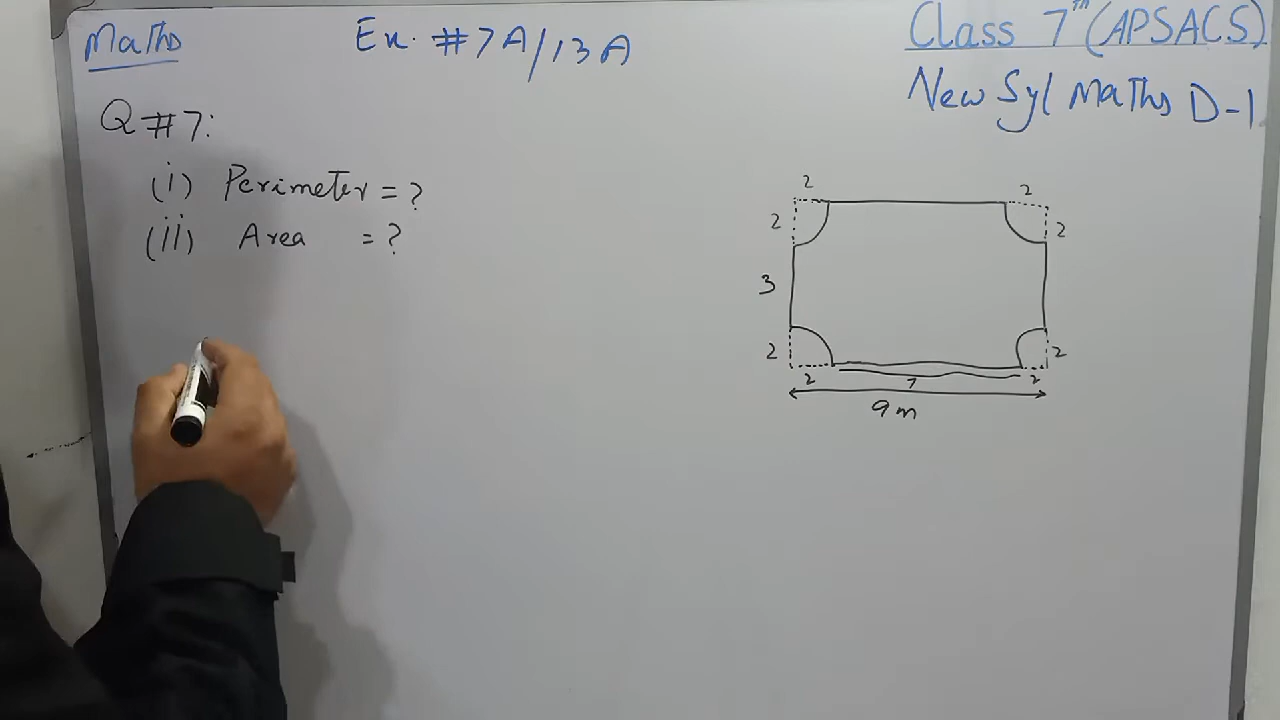 Maths
Ex. #7A/13A
Class 7th (APSACS)
New Syl Maths D-1
Q #7:
(i) Perimeter = ?
(ii) Area = ?
2 2
2 2
3
2 2
2 7 2
9m